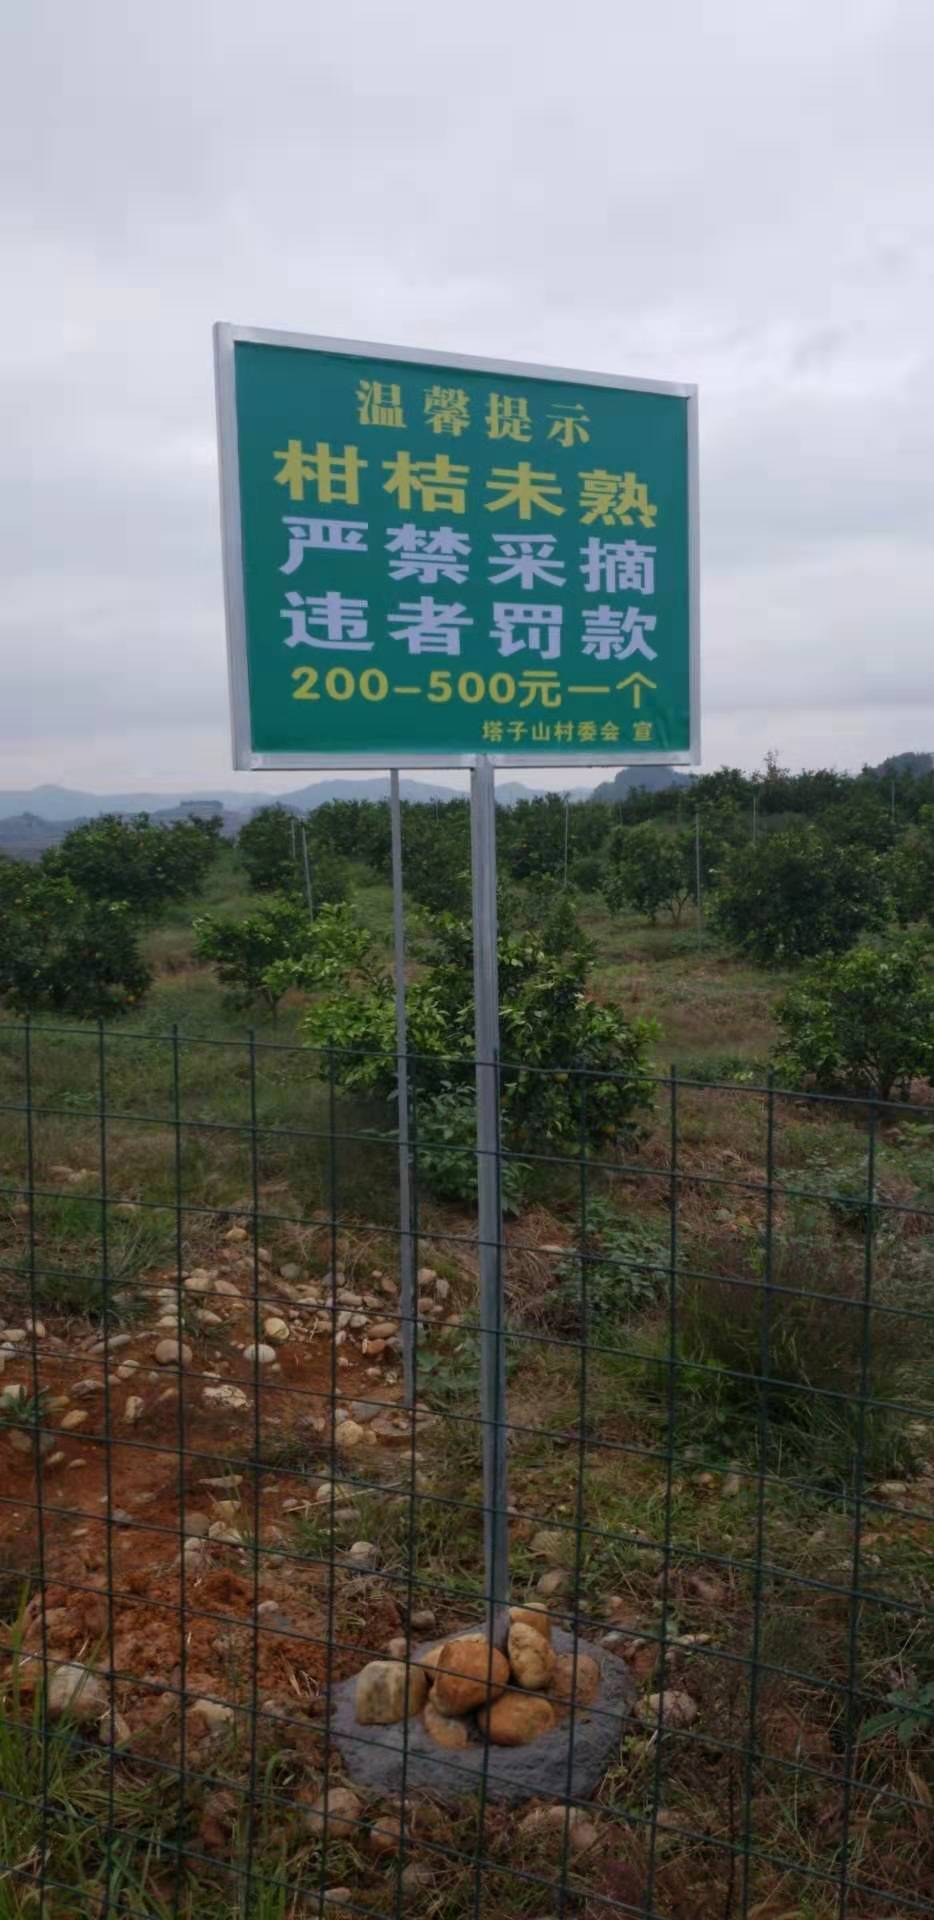 温馨提示
柑桔未熟
严禁采摘
违者罚款
200-500元一个
塔子山村委会 宣